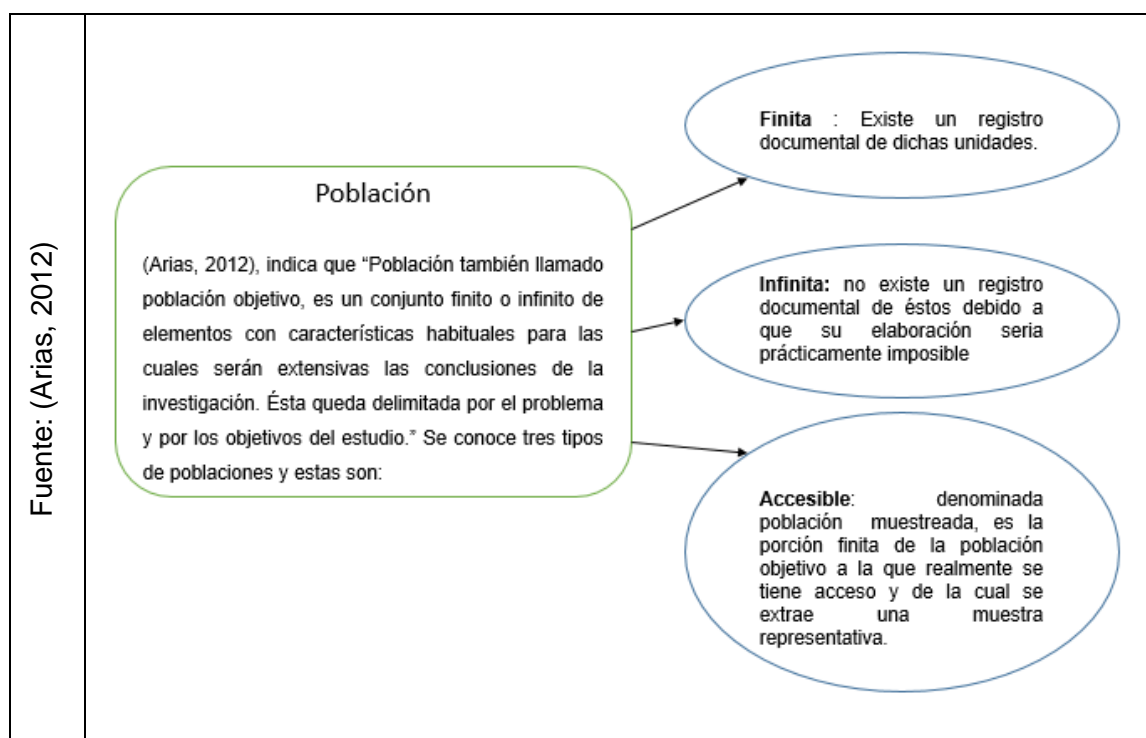 Fuente: (Arias, 2012)
Población
(Arias, 2012), indica que “Población también llamado
población objetivo, es un conjunto finito o infinito de
elementos con características habituales para las
cuales serán extensivas las conclusiones de la
investigación. Ésta queda delimitada por el problema
y por los objetivos del estudio.” Se conoce tres tipos
de poblaciones y estas son:
Finita : Existe un registro
documental de dichas unidades.
Infinita: no existe un registro
documental de éstos debido a
que su elaboración seria
prácticamente imposible
Accesible: denominada
población muestreada, es la
porción finita de la población
objetivo a la que realmente se
tiene acceso y de la cual se
extrae una muestra
representativa.